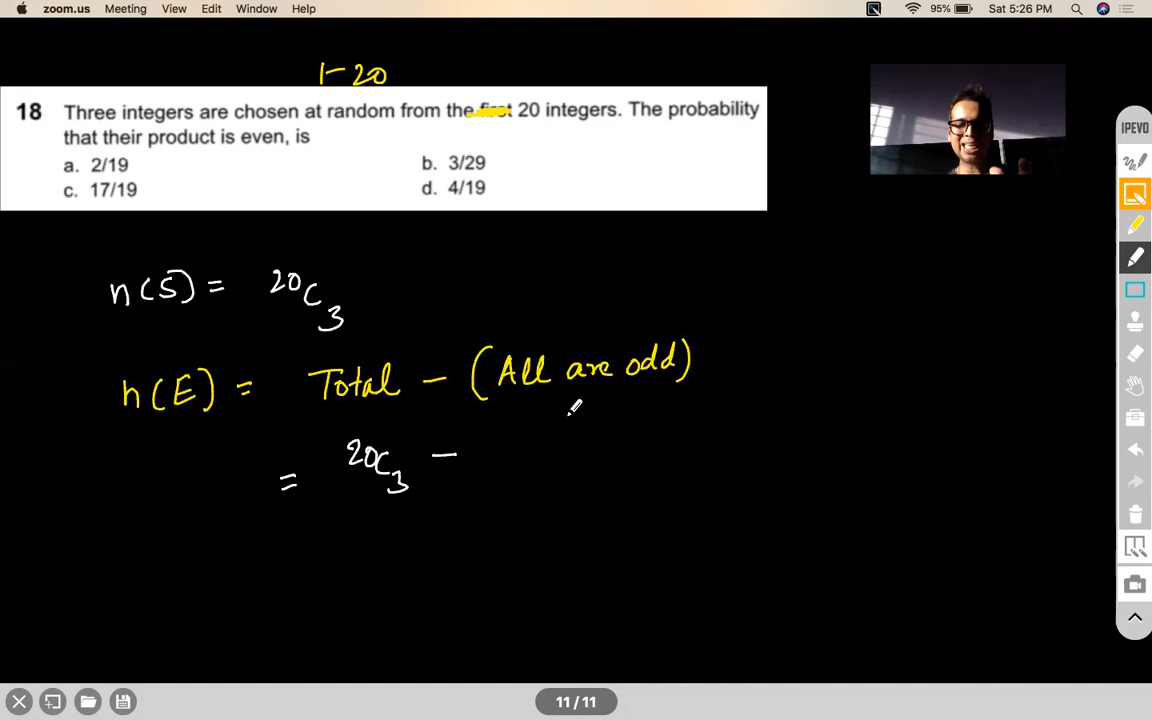 zoom.us Meeting View Edit Window Help 95% Sat 5:26 PM
1-20
18 Three integers are chosen at random from the first 20 integers. The probability
that their product is even, is
a. 2/19 b. 3/29
c. 17/19 d. 4/19
IPEVO
n(S) = ²⁰C₃
n(E) = Total - (All are odd)
= ²⁰C₃ -
11 / 11